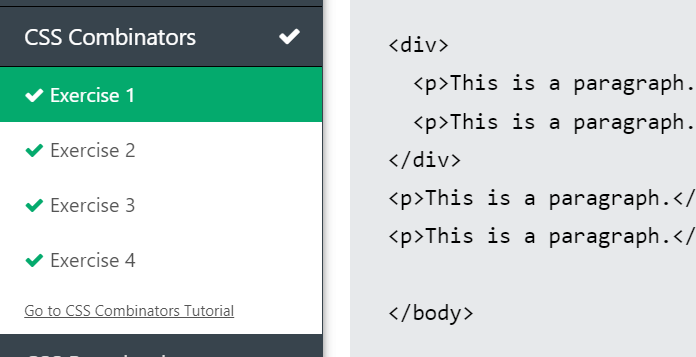 CSS Combinators
Exercise 1
Exercise 2
Exercise 3
Exercise 4
Go to CSS Combinators Tutorial
<div>
  <p>This is a paragraph.
  <p>This is a paragraph.
</div>
<p>This is a paragraph.</
<p>This is a paragraph.</
</body>